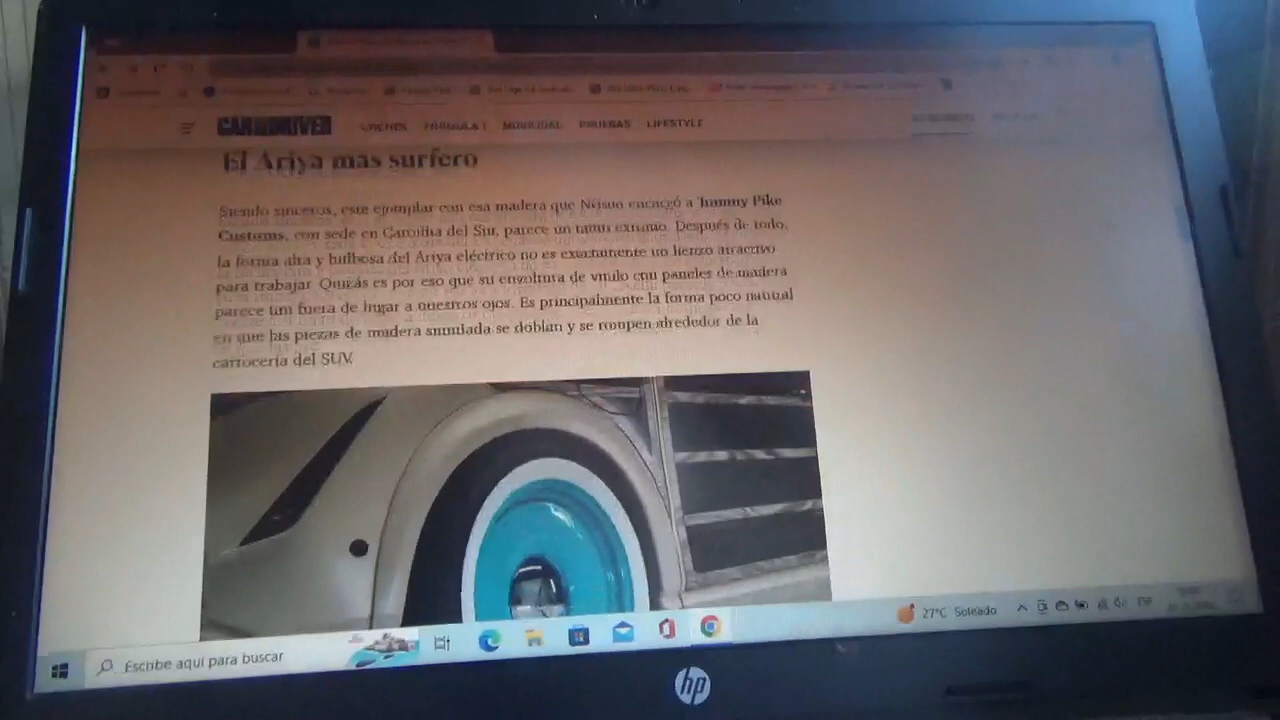 CAR AND DRIVER
COCHES FÓRMULA 1 MOVILIDAD PRUEBAS LIFESTYLE
El Ariya más surfero
Siendo sinceros, este ejemplar con esa madera que Nissan encargó a Tommy Pike
Customs, con sede en Carolina del Sur, parece un tanto extraño. Después de todo,
la forma alta y bulbosa del Ariya eléctrico no es exactamente un lienzo atractivo
para trabajar. Quizás es por eso que su envoltura de vinilo con paneles de madera
parece tan fuera de lugar a nuestros ojos. Es principalmente la forma poco natural
en que las piezas de madera simulada se doblan y se rompen alrededor de la
carrocería del SUV.
Escribe aquí para buscar
27°C Soleado
ESP
hp